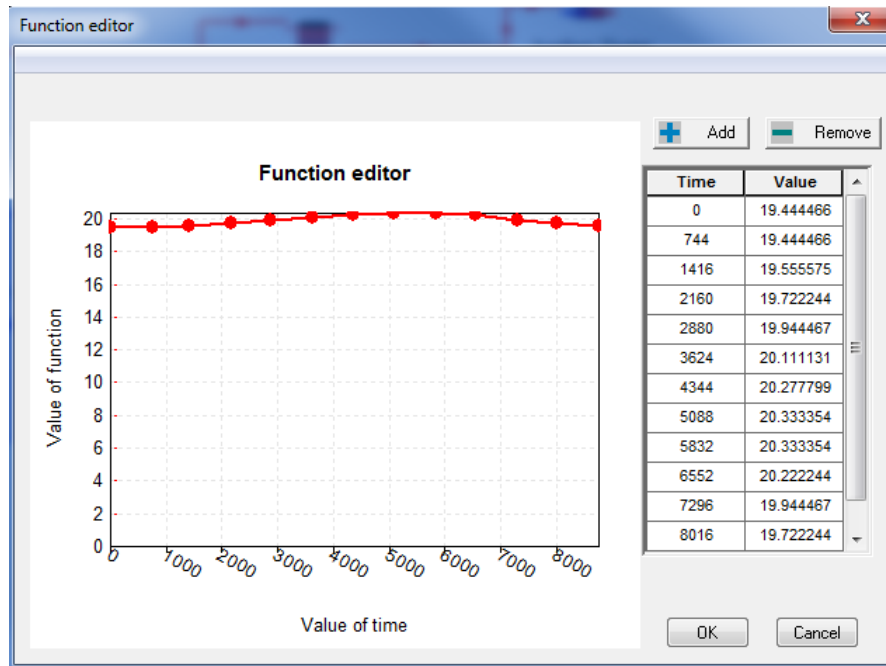 Function editor
Add
Remove
Function editor
20
18
16
14
12
10
8
6
4
2
0
Value of function
0 1000 2000 3000 4000 5000 6000 7000 8000
Value of time
Time Value
0 19.444466
744 19.444466
1416 19.555575
2160 19.722244
2880 19.944467
3624 20.111131
4344 20.277799
5088 20.333354
5832 20.333354
6552 20.222244
7296 19.944467
8016 19.722244
OK
Cancel